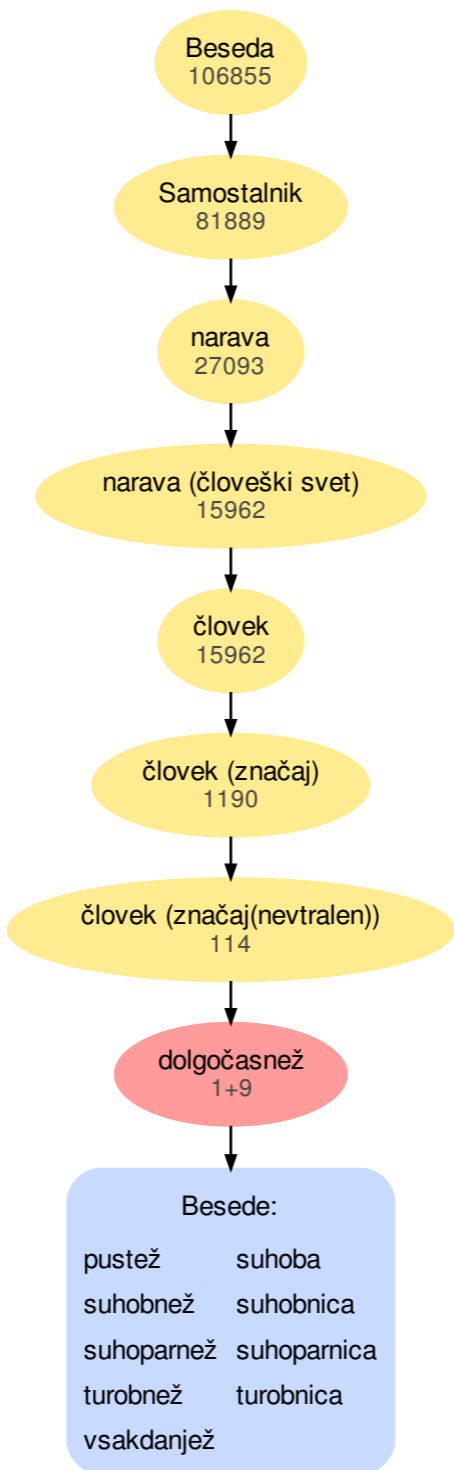 Beseda
106855
Samostalnik
81889
narava
27093
narava (človeški svet)
15962
človek
15962
človek (značaj)
1190
človek (značaj(nevtralen))
114
dolgočasnež
1+9
Besede:
pustež suhoba
suhobnež suhobnica
suhoparnež suhoparnica
turobnež turobnica
vsakdanjež